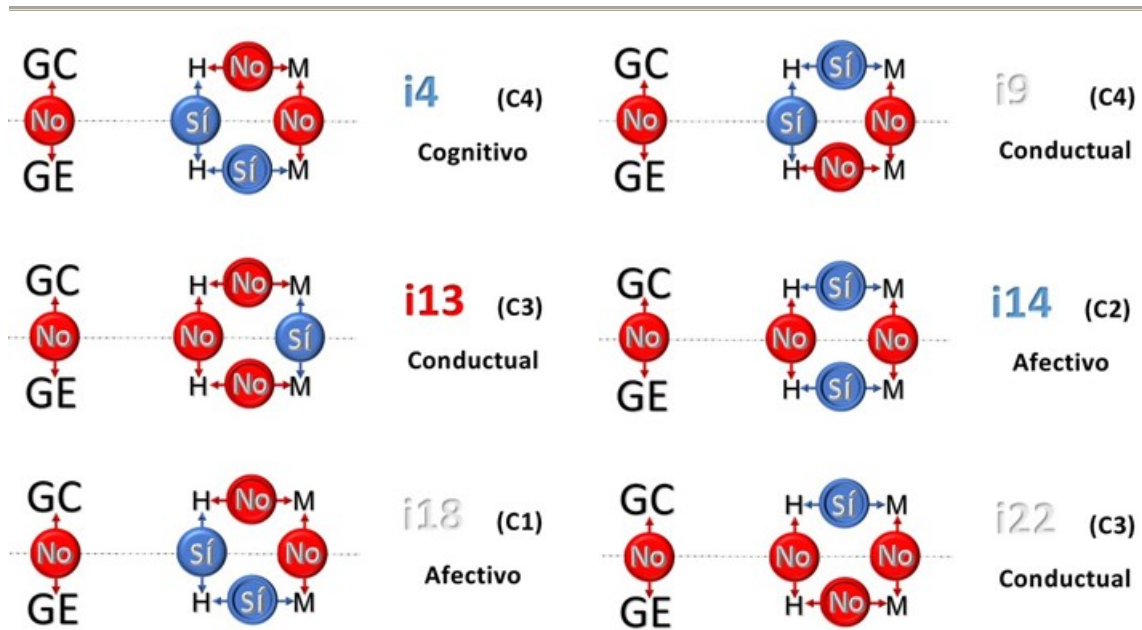 GC
No
GE
H No M
Sí No
H Sí M
i4 (C4)
Cognitivo
GC
No
GE
H Sí M
Sí No
H No M
i9 (C4)
Conductual
GC
No
GE
H No M
No Sí
H No M
i13 (C3)
Conductual
GC
No
GE
H Sí M
No No
H Sí M
i14 (C2)
Afectivo
GC
No
GE
H No M
Sí No
H Sí M
i18 (C1)
Afectivo
GC
No
GE
H Sí M
No No
H No M
i22 (C3)
Conductual